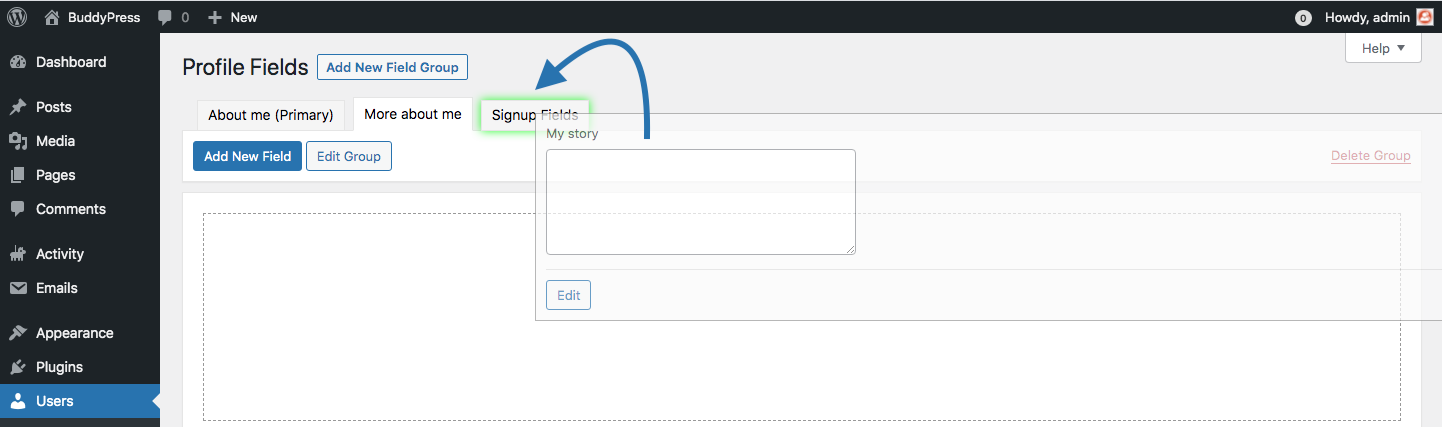 BuddyPress 0 New 0 Howdy, admin
Help
Dashboard
Posts
Media
Pages
Comments
Activity
Emails
Appearance
Plugins
Users
Profile Fields Add New Field Group
About me (Primary) More about me Signup Fields
My story
Add New Field Edit Group Delete Group
Edit